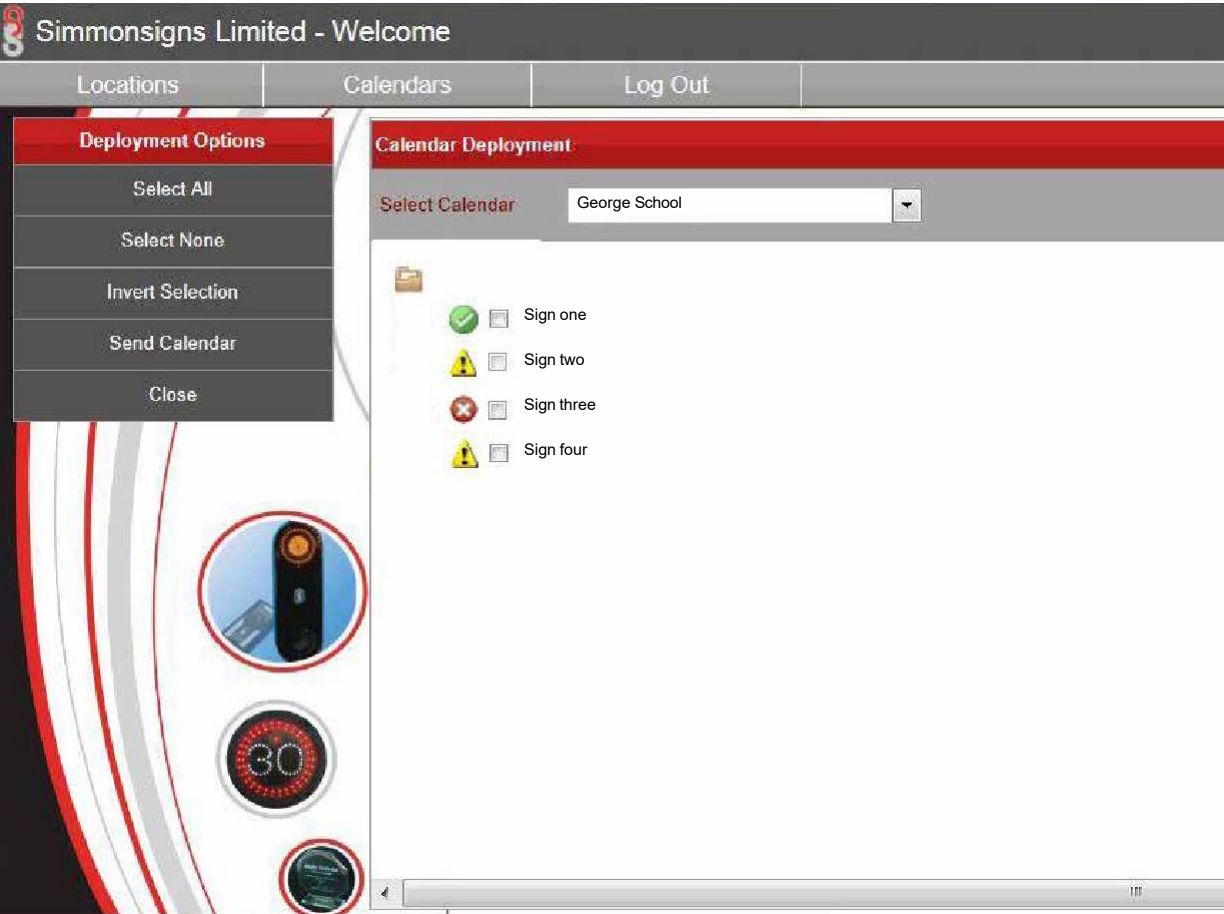 Simmonsigns Limited - Welcome
Locations Calendars Log Out
Deployment Options
Select All
Select None
Invert Selection
Send Calendar
Close
Calendar Deployment
Select Calendar George School
Sign one
Sign two
Sign three
Sign four
30